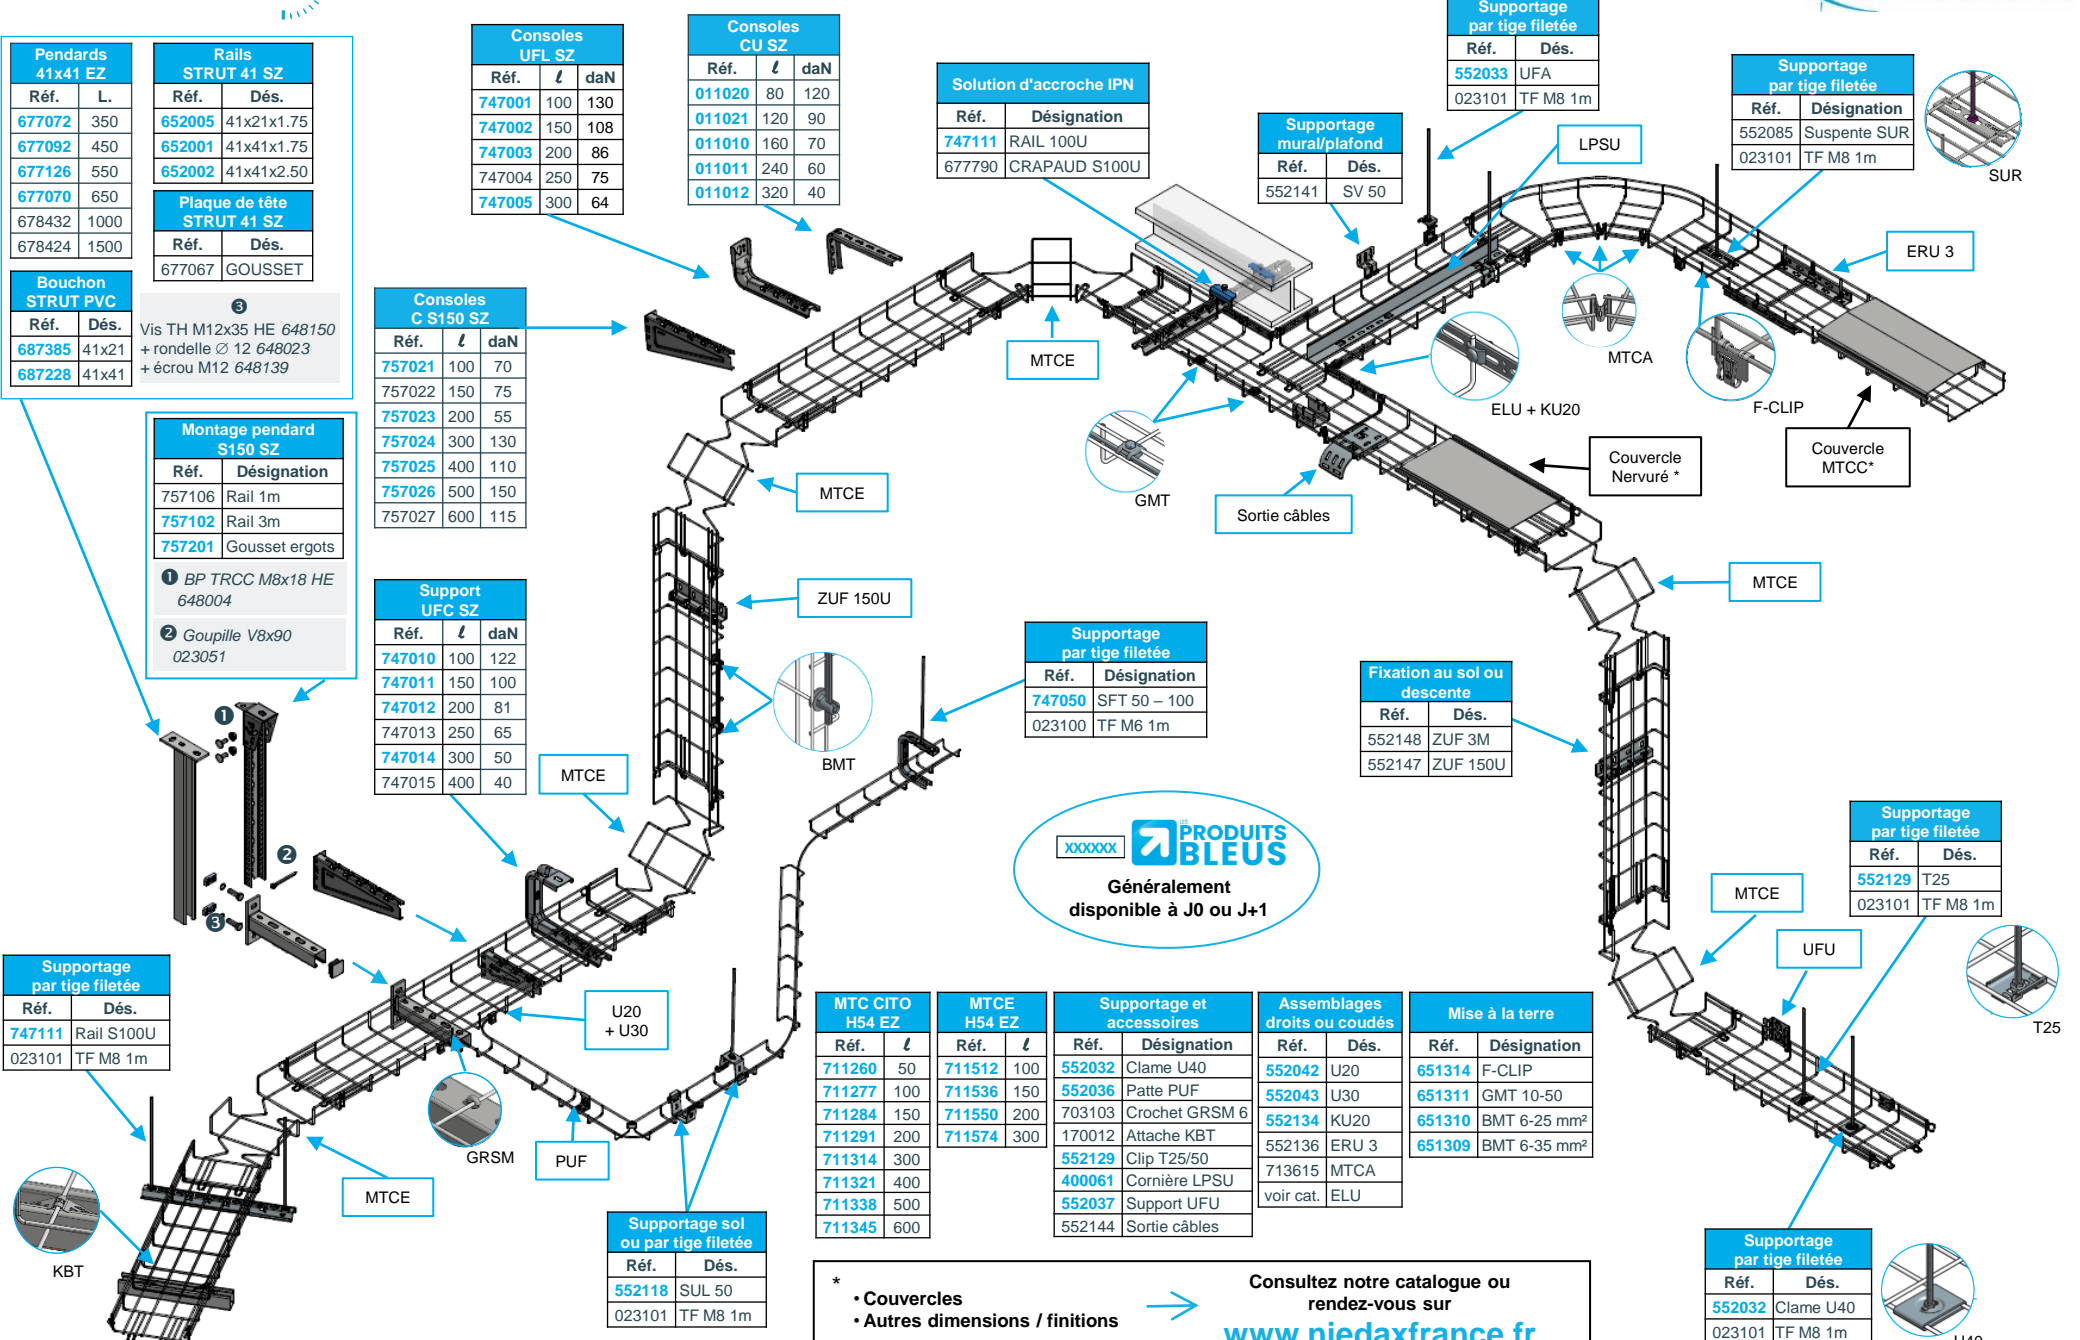 Pendards
41x41 EZ
Réf. L.
677072 350
677092 450
677126 550
677070 650
678432 1000
678424 1500
Rails
STRUT 41 SZ
Réf. Dés.
652005 41x21x1.75
652001 41x41x1.75
652002 41x41x2.50
Plaque de tête
STRUT 41 SZ
Réf. Dés.
677067 GOUSSET
Bouchon
STRUT PVC
Réf. Dés.
687385 41x21
687228 41x41
❸
Vis TH M12x35 HE 648150
+ rondelle ∅ 12 648023
+ écrou M12 648139
Montage pendard
S150 SZ
Réf. Désignation
757106 Rail 1m
757102 Rail 3m
757201 Gousset ergots
❶ BP TRCC M8x18 HE
648004
❷ Goupille V8x90
023051
Consoles
UFL SZ
Réf. ℓ daN
747001 100 130
747002 150 108
747003 200 86
747004 250 75
747005 300 64
Consoles
CU SZ
Réf. ℓ daN
011020 80 120
011021 120 90
011010 160 70
011011 240 60
011012 320 40
Consoles
C S150 SZ
Réf. ℓ daN
757021 100 70
757022 150 75
757023 200 55
757024 300 130
757025 400 110
757026 500 150
757027 600 115
Support
UFC SZ
Réf. ℓ daN
747010 100 122
747011 150 100
747012 200 81
747013 250 65
747014 300 50
747015 400 40
Solution d'accroche IPN
Réf. Désignation
747111 RAIL 100U
677790 CRAPAUD S100U
Supportage
mural/plafond
Réf. Dés.
552141 SV 50
Supportage
par tige filetée
Réf. Dés.
552033 UFA
023101 TF M8 1m
Supportage
par tige filetée
Réf. Désignation
552085 Suspente SUR
023101 TF M8 1m
SUR
LPSU
ERU 3
MTCE
MTCA
F-CLIP
ELU + KU20
GMT
Sortie câbles
Couvercle
Nervuré *
Couvercle
MTCC*
MTCE
MTCE
ZUF 150U
BMT
MTCE
Supportage
par tige filetée
Réf. Désignation
747050 SFT 50 – 100
023100 TF M6 1m
Fixation au sol ou
descente
Réf. Dés.
552148 ZUF 3M
552147 ZUF 150U
XXXXXX
LES
PRODUITS
BLEUS
Généralement
disponible à J0 ou J+1
Supportage
par tige filetée
Réf. Dés.
552129 T25
023101 TF M8 1m
T25
MTCE
UFU
❶
❷
❸
Supportage
par tige filetée
Réf. Dés.
747111 Rail S100U
023101 TF M8 1m
U20
+ U30
GRSM
PUF
MTCE
KBT
Supportage sol
ou par tige filetée
Réf. Dés.
552118 SUL 50
023101 TF M8 1m
MTC CITO
H54 EZ
Réf. ℓ
711260 50
711277 100
711284 150
711291 200
711314 300
711321 400
711338 500
711345 600
MTCE
H54 EZ
Réf. ℓ
711512 100
711536 150
711550 200
711574 300
Supportage et
accessoires
Réf. Désignation
552032 Clame U40
552036 Patte PUF
703103 Crochet GRSM 6
170012 Attache KBT
552129 Clip T25/50
400061 Cornière LPSU
552037 Support UFU
552144 Sortie câbles
Assemblages
droits ou coudés
Réf. Dés.
552042 U20
552043 U30
552134 KU20
552136 ERU 3
713615 MTCA
voir cat. ELU
Mise à la terre
Réf. Désignation
651314 F-CLIP
651311 GMT 10-50
651310 BMT 6-25 mm²
651309 BMT 6-35 mm²
*
• Couvercles
• Autres dimensions / finitions
Consultez notre catalogue ou
rendez-vous sur
www.niedaxfrance.fr
Supportage
par tige filetée
Réf. Dés.
552032 Clame U40
023101 TF M8 1m
U40